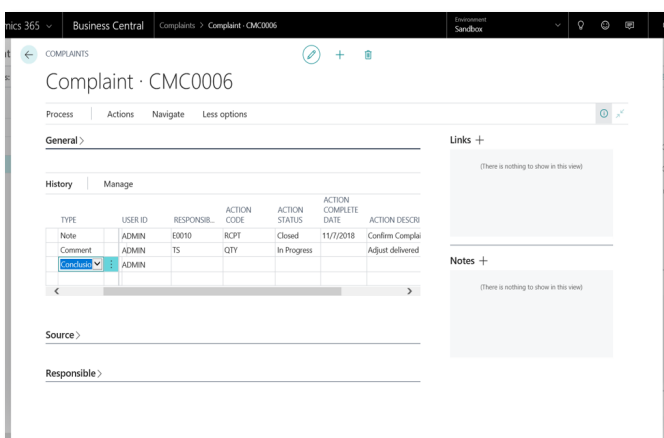 mics 365 Business Central Complaints > Complaint · CMC0006 Environment Sandbox
COMPLAINTS
Complaint · CMC0006
Process Actions Navigate Less options
General >
Links +
(There is nothing to show in this view)
History Manage
TYPE USER ID RESPONSIB... ACTION CODE ACTION STATUS ACTION COMPLETE DATE ACTION DESCRI
Note ADMIN E0010 RCPT Closed 11/7/2018 Confirm Complai
Comment ADMIN TS QTY In Progress Adjust delivered
Conclusio ADMIN
Notes +
(There is nothing to show in this view)
Source >
Responsible >